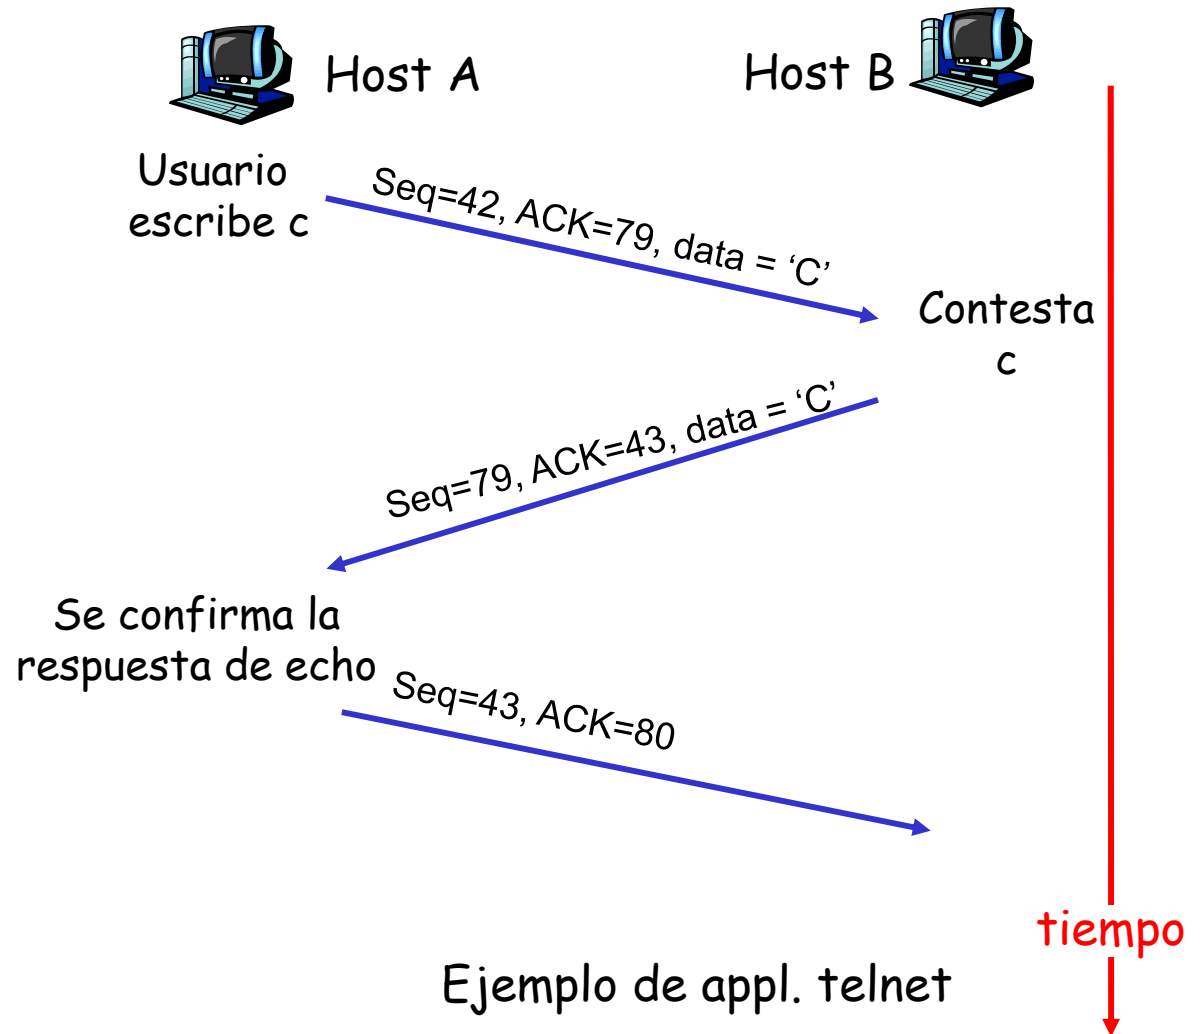 Host A
Host B
Usuario
escribe c
Seq=42, ACK=79, data = ‘C’
Contesta
c
Seq=79, ACK=43, data = ‘C’
Se confirma la
respuesta de echo
Seq=43, ACK=80
tiempo
Ejemplo de appl. telnet